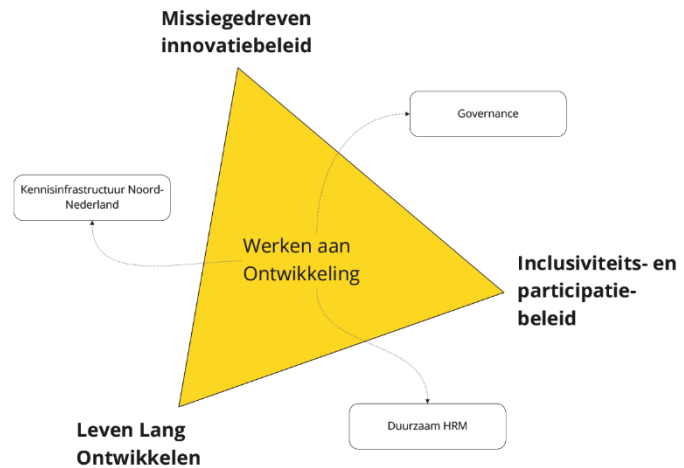 Missiegedreven
innovatiebeleid
Governance
Kennisinfrastructuur Noord-
Nederland
Werken aan
Ontwikkeling
Inclusiviteits- en
participatie-
beleid
Duurzaam HRM
Leven Lang
Ontwikkelen